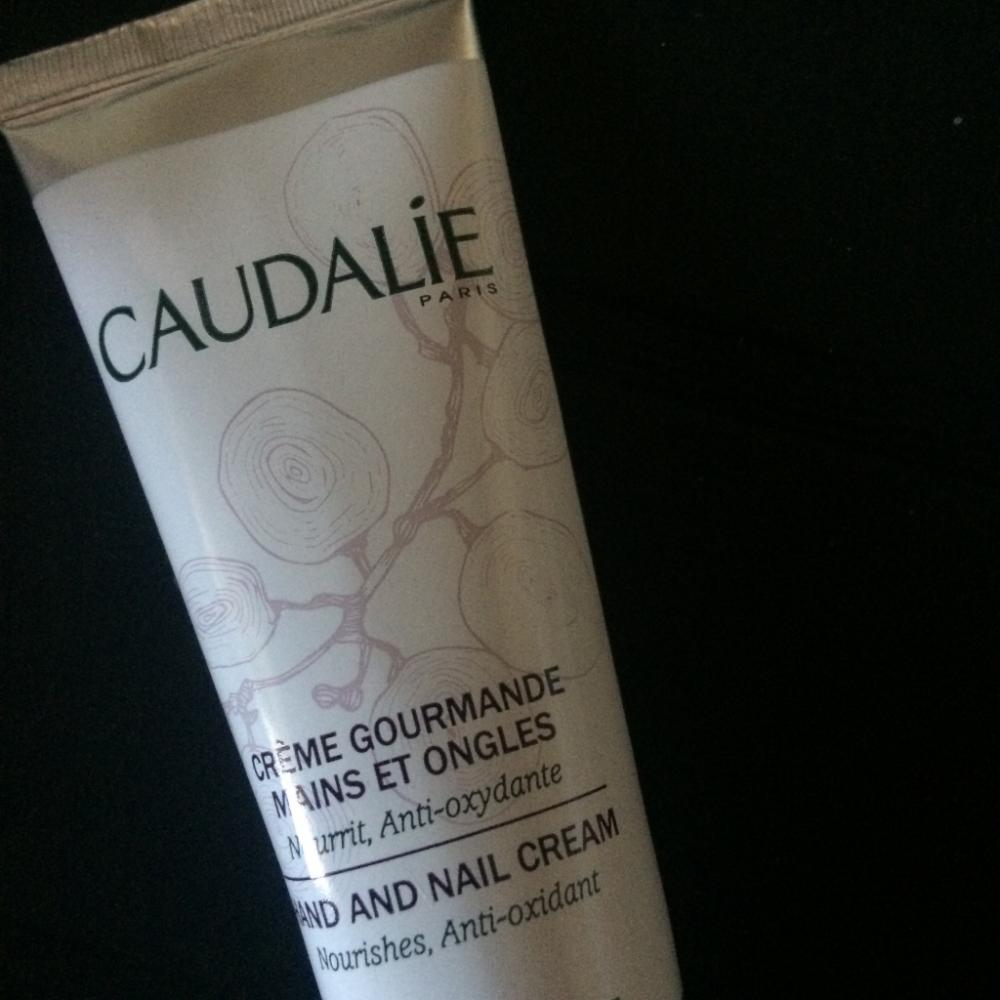 CAUDALiE
PARIS
CRÈME GOURMANDE
MAINS ET ONGLES
Nourrit, Anti-oxydante
HAND AND NAIL CREAM
Nourishes, Anti-oxidant